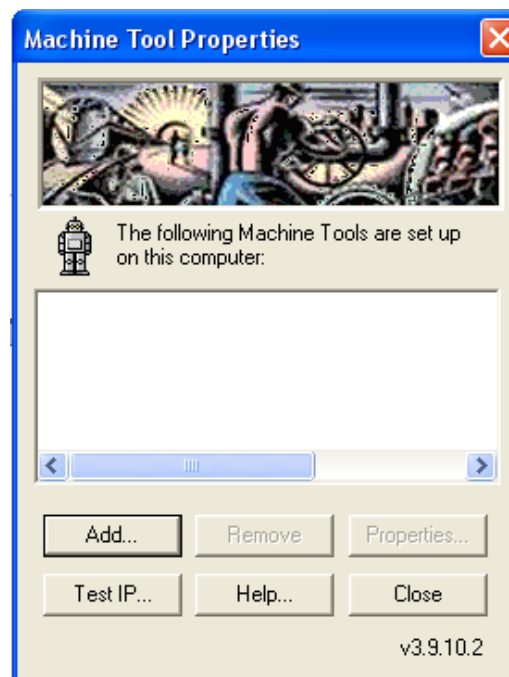 Machine Tool Properties
The following Machine Tools are set up
on this computer:
Add...
Remove
Properties...
Test IP...
Help...
Close
v3.9.10.2